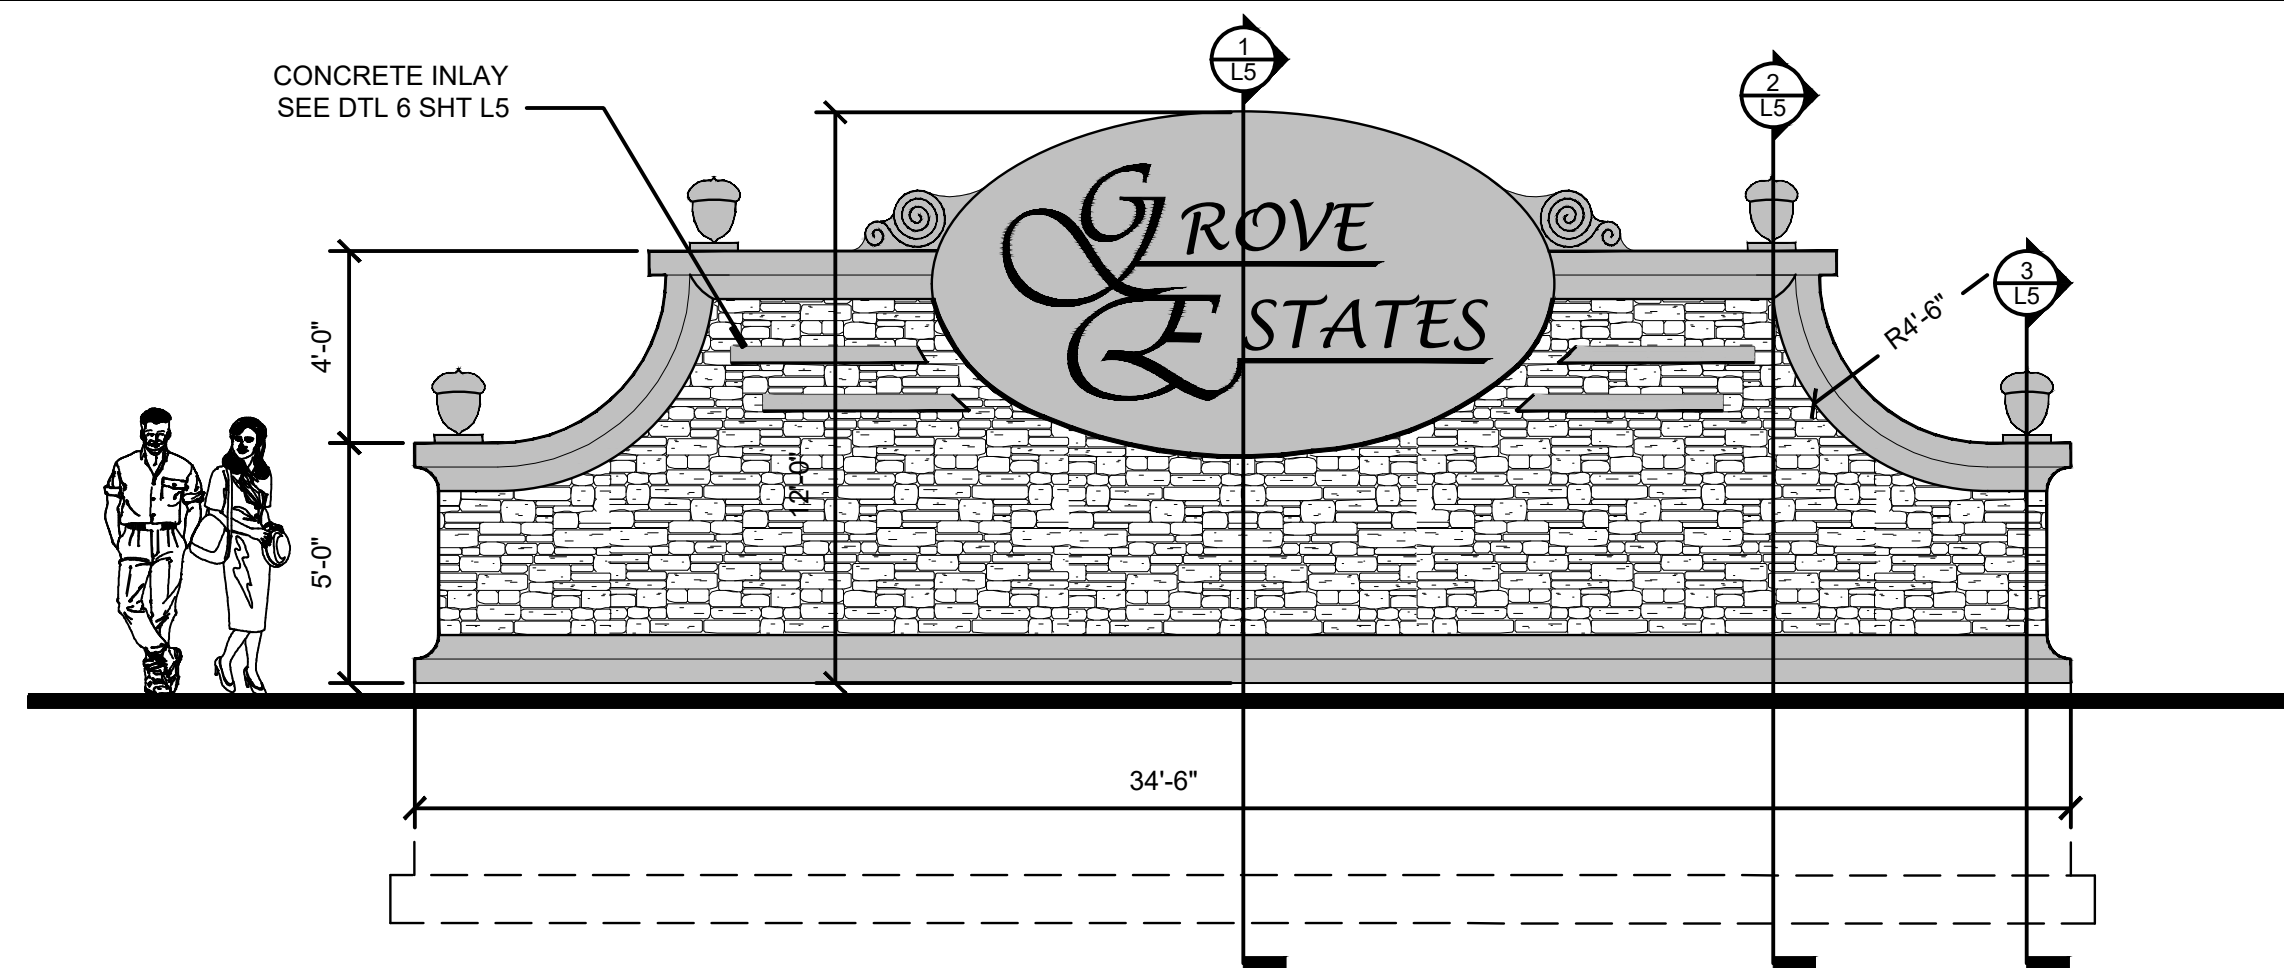 1
L5
CONCRETE INLAY
SEE DTL 6 SHT L5
2
L5
GROVE
ESTATES
3
L5
R4'-6"
4'-0"
12'-0"
5'-0"
34'-6"